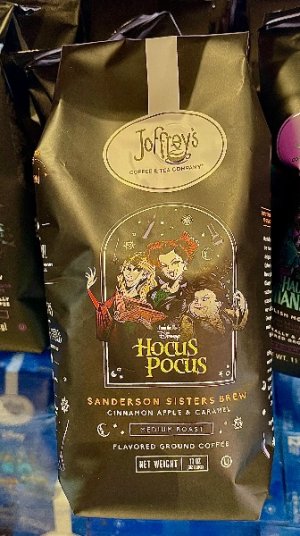 Joffrey's
COFFEE & TEA COMPANY
Disney
HOCUS
POCUS
SANDERSON SISTERS BREW
CINNAMON APPLE & CARAMEL
MEDIUM ROAST
FLAVORED GROUND COFFEE
NET WEIGHT 11 OZ